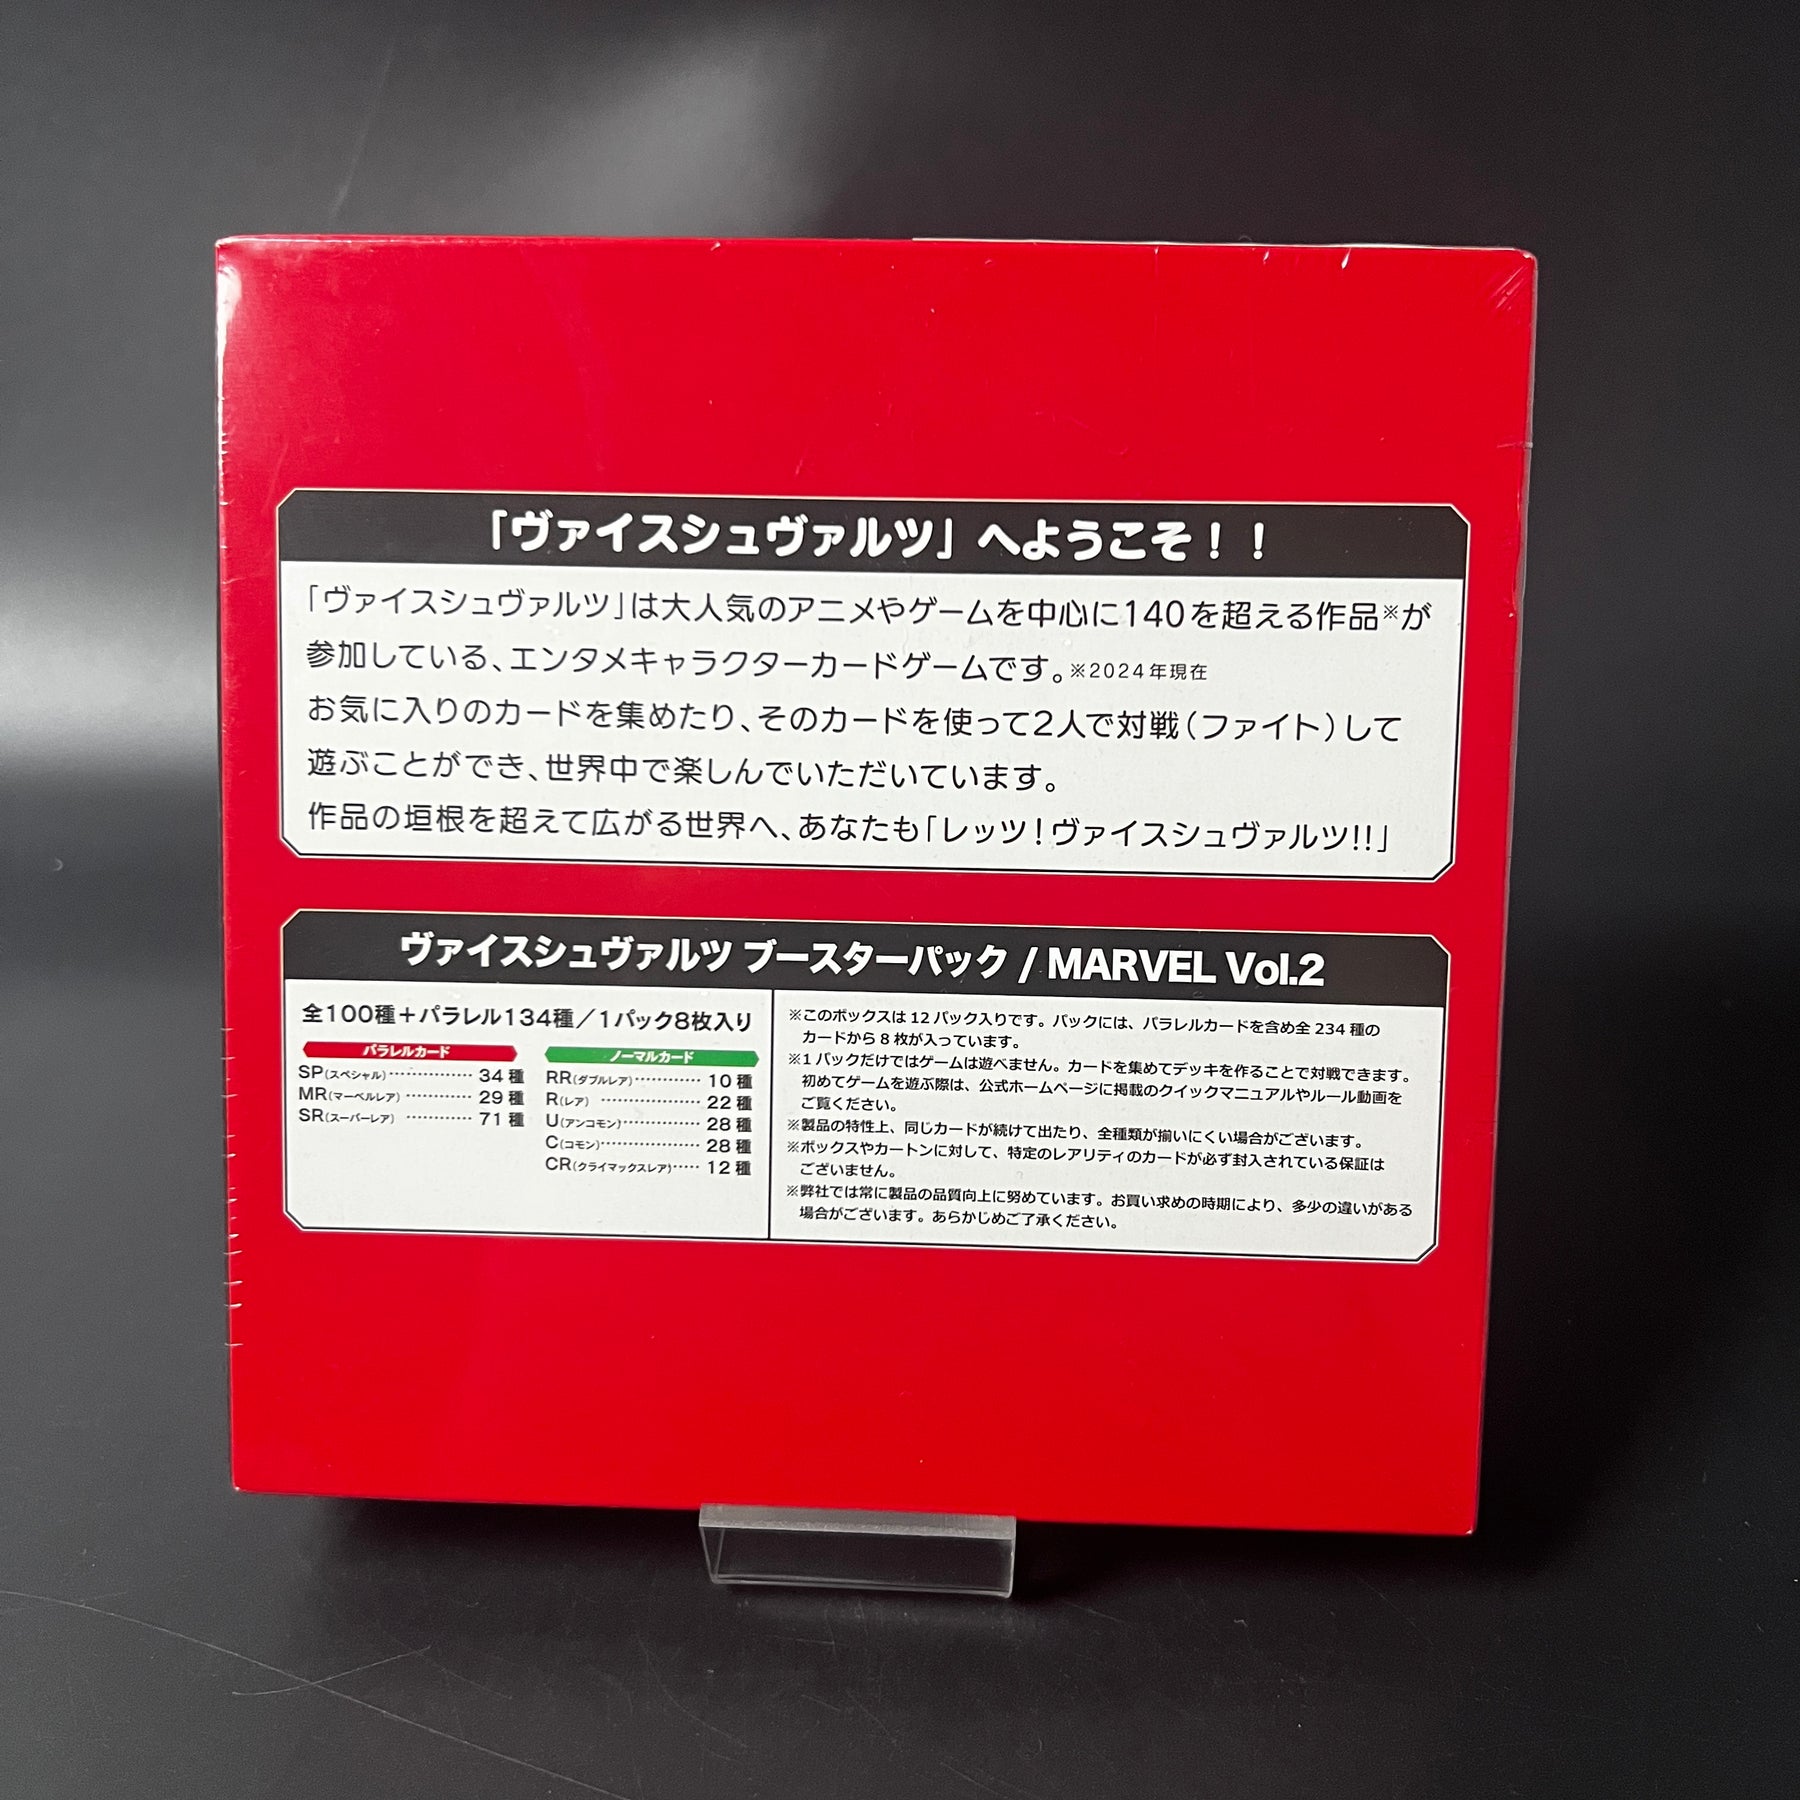 「ヴァイスシュヴァルツ」へようこそ！！
「ヴァイスシュヴァルツ」は大人気のアニメやゲームを中心に140を超える作品※が
参加している、エンタメキャラクターカードゲームです。※2024年現在
お気に入りのカードを集めたり、そのカードを使って2人で対戦（ファイト）して
遊ぶことができ、世界中で楽しんでいただいています。
作品の垣根を超えて広がる世界へ、あなたも「レッツ！ヴァイスシュヴァルツ!!」
ヴァイスシュヴァルツ ブースターパック / MARVEL Vol.2
全100種＋パラレル134種／1パック8枚入り
パラレルカード
SP(スペシャル)…………… 34種
MR(マーベルレア)………… 29種
SR(スーパーレア) ………… 71種
ノーマルカード
RR(ダブルレア)………… 10種
R(レア) ………………… 22種
U(アンコモン)…………… 28種
C(コモン)………………… 28種
CR(クライマックスレア)…… 12種
※このボックスは12パック入りです。パックには、パラレルカードを含め全234種の
カードから8枚が入っています。
※1パックだけではゲームは遊べません。カードを集めてデッキを作ることで対戦できます。
初めてゲームを遊ぶ際は、公式ホームページに掲載のクイックマニュアルやルール動画を
ご覧ください。
※製品の特性上、同じカードが続けて出たり、全種類が揃いにくい場合がございます。
※ボックスやカートンに対して、特定のレアリティのカードが必ず封入されている保証は
ございません。
※弊社では常に製品の品質向上に努めています。お買い求めの時期により、多少の違いがある
場合がございます。あらかじめご了承ください。